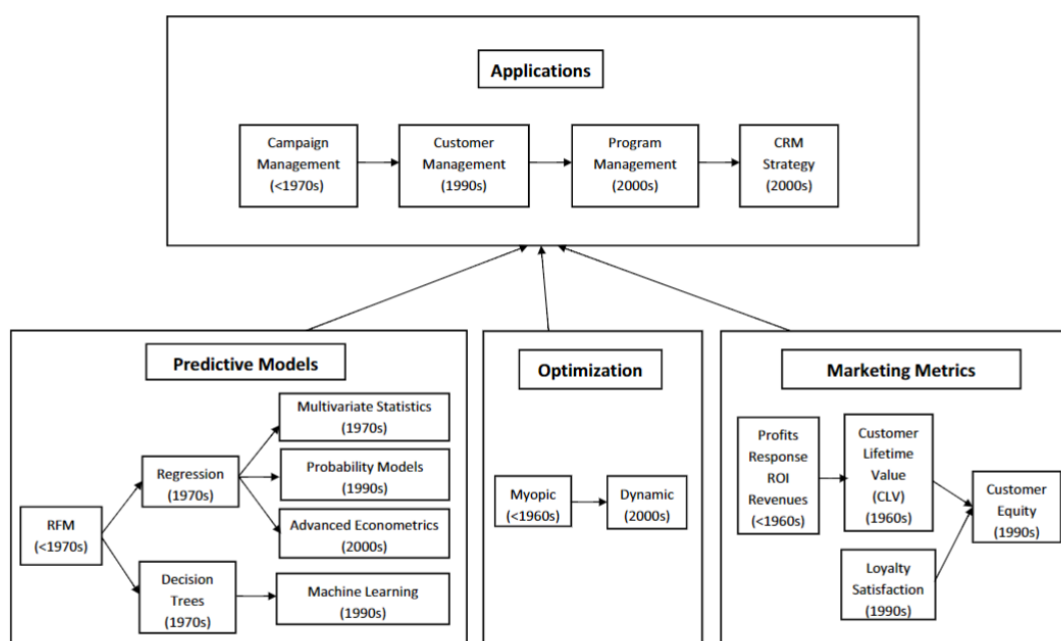 Applications
Campaign
Management
(<1970s)
Customer
Management
(1990s)
Program
Management
(2000s)
CRM
Strategy
(2000s)
Predictive Models
Multivariate Statistics
(1970s)
Regression
(1970s)
Probability Models
(1990s)
RFM
(<1970s)
Advanced Econometrics
(2000s)
Decision
Trees
(1970s)
Machine Learning
(1990s)
Optimization
Myopic
(<1960s)
Dynamic
(2000s)
Marketing Metrics
Profits
Response
ROI
Revenues
(<1960s)
Customer
Lifetime
Value
(CLV)
(1960s)
Customer
Equity
(1990s)
Loyalty
Satisfaction
(1990s)